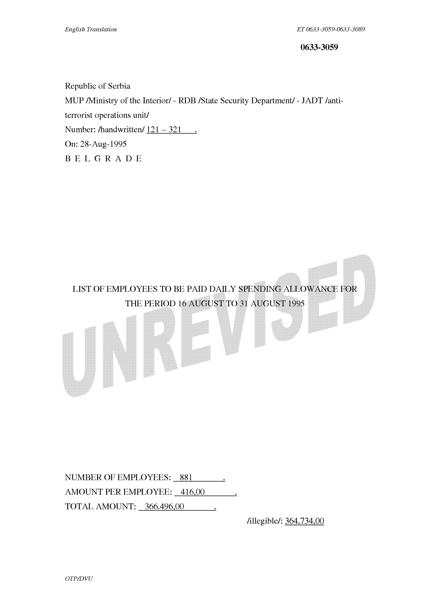 English Translation ET 0633-3059-0633-3089
0633-3059
Republic of Serbia
MUP /Ministry of the Interior/ - RDB /State Security Department/ - JADT /anti-
terrorist operations unit/
Number: /handwritten/ 121 – 321 .
On: 28-Aug-1995
B E L G R A D E
LIST OF EMPLOYEES TO BE PAID DAILY SPENDING ALLOWANCE FOR
THE PERIOD 16 AUGUST TO 31 AUGUST 1995
UNREVISED
NUMBER OF EMPLOYEES: 881 .
AMOUNT PER EMPLOYEE: 416,00 .
TOTAL AMOUNT: 366.496,00 .
/illegible/: 364.734,00
OTP/DVU